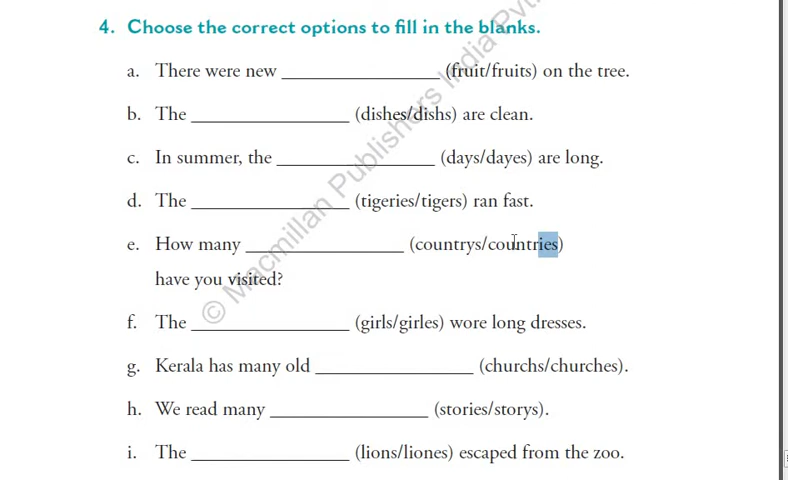 4. Choose the correct options to fill in the blanks.
a. There were new ________________ (fruit/fruits) on the tree.
b. The ________________ (dishes/dishs) are clean.
c. In summer, the ________________ (days/dayes) are long.
d. The ________________ (tigeries/tigers) ran fast.
e. How many ________________ (countrys/countries)
have you visited?
f. The ________________ (girls/girles) wore long dresses.
g. Kerala has many old ________________ (churchs/churches).
h. We read many ________________ (stories/storys).
i. The ________________ (lions/liones) escaped from the zoo.
© Macmillan Publishers India Pvt